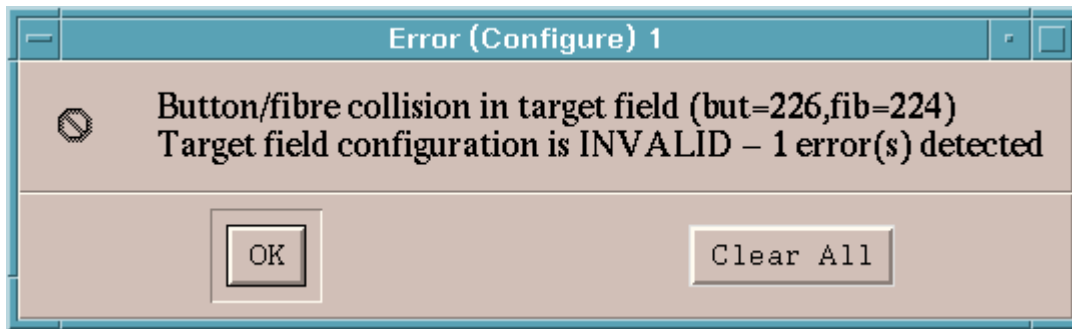 Error (Configure) 1
Button/fibre collision in target field (but=226,fib=224)
Target field configuration is INVALID – 1 error(s) detected
OK
Clear All